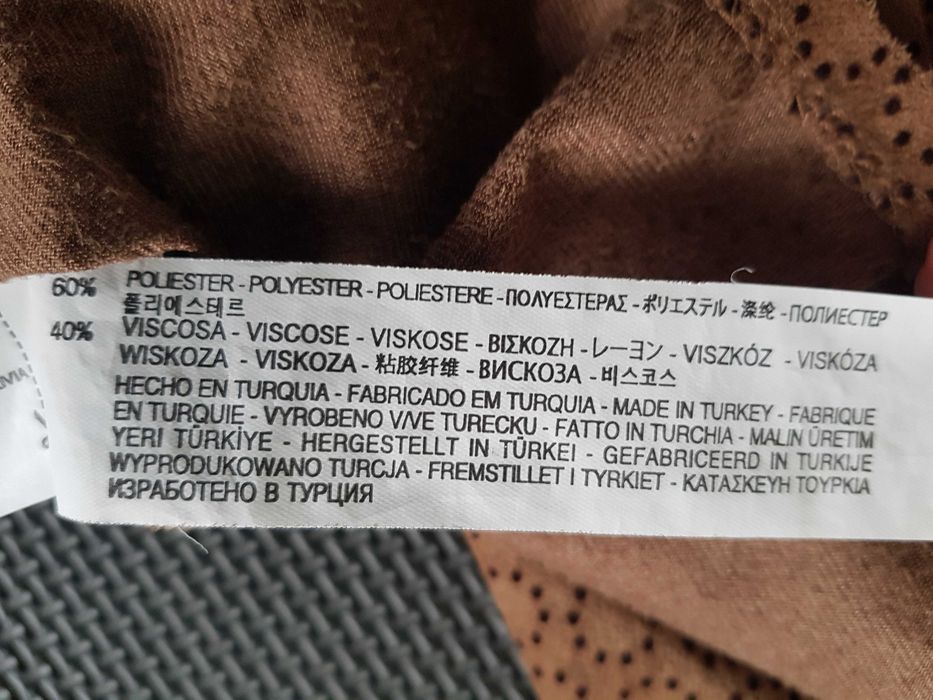 60% POLIESTER - POLYESTER - POLIESTERE - ΠΟΛΥΕΣΤΕΡΑΣ - ポリエステル - 涤纶 - ПОЛИЕСТЕР
폴리에스테르
40% VISCOSA - VISCOSE - VISKOSE - ΒΙΣΚΟΖΗ - レーヨン - VISZKÓZ - VISKÓZA
WISKOZA - VISKOZA - 粘胶纤维 - ВИСКОЗА - 비스코스
HECHO EN TURQUIA - FABRICADO EM TURQUIA - MADE IN TURKEY - FABRIQUE
EN TURQUIE - VYROBENO V/VE TURECKU - FATTO IN TURCHIA - MALIN ÜRETIM
YERI TÜRKİYE - HERGESTELLT IN TÜRKEI - GEFABRICEERD IN TURKIJE
WYPRODUKOWANO TURCJA - FREMSTILLET I TYRKIET - ΚΑΤΑΣΚΕΥΗ ΤΟΥΡΚΙΑ
ИЗРАБОТЕНО В ТУРЦИЯ